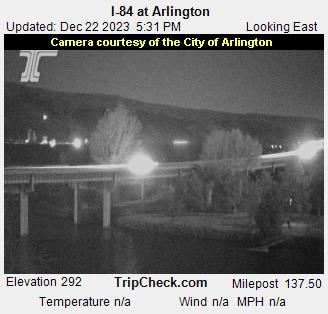 I-84 at Arlington
Updated: Dec 22 2023 5:31 PM Looking East
Camera courtesy of the City of Arlington
Elevation 292 TripCheck.com Milepost 137.50
Temperature n/a Wind n/a MPH n/a